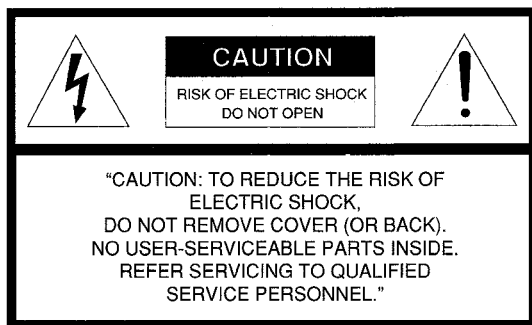 CAUTION
RISK OF ELECTRIC SHOCK
DO NOT OPEN
“CAUTION: TO REDUCE THE RISK OF
ELECTRIC SHOCK,
DO NOT REMOVE COVER (OR BACK).
NO USER-SERVICEABLE PARTS INSIDE.
REFER SERVICING TO QUALIFIED
SERVICE PERSONNEL.”